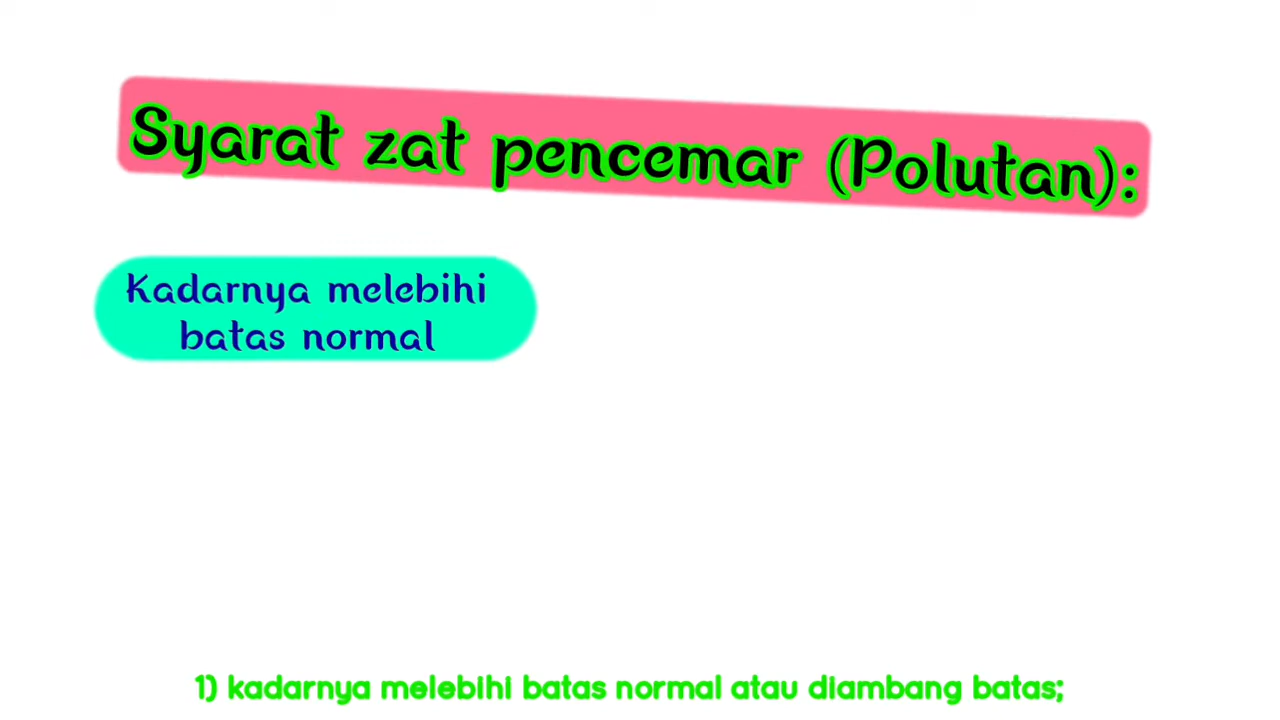 Syarat zat pencemar (Polutan):
Kadarnya melebihi
batas normal
1) kadarnya melebihi batas normal atau diambang batas;